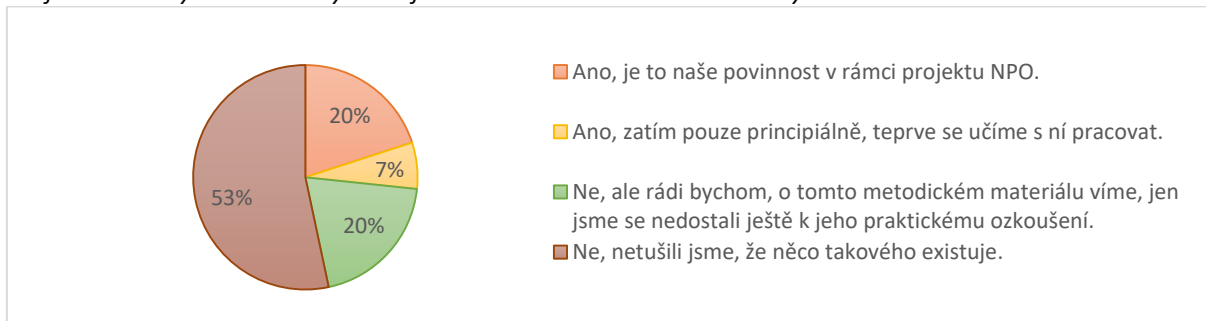 20%
7%
20%
53%
Ano, je to naše povinnost v rámci projektu NPO.
Ano, zatím pouze principiálně, teprve se učíme s ní pracovat.
Ne, ale rádi bychom, o tomto metodickém materiálu víme, jen
jsme se nedostali ještě k jeho praktickému ozkoušení.
Ne, netušili jsme, že něco takového existuje.